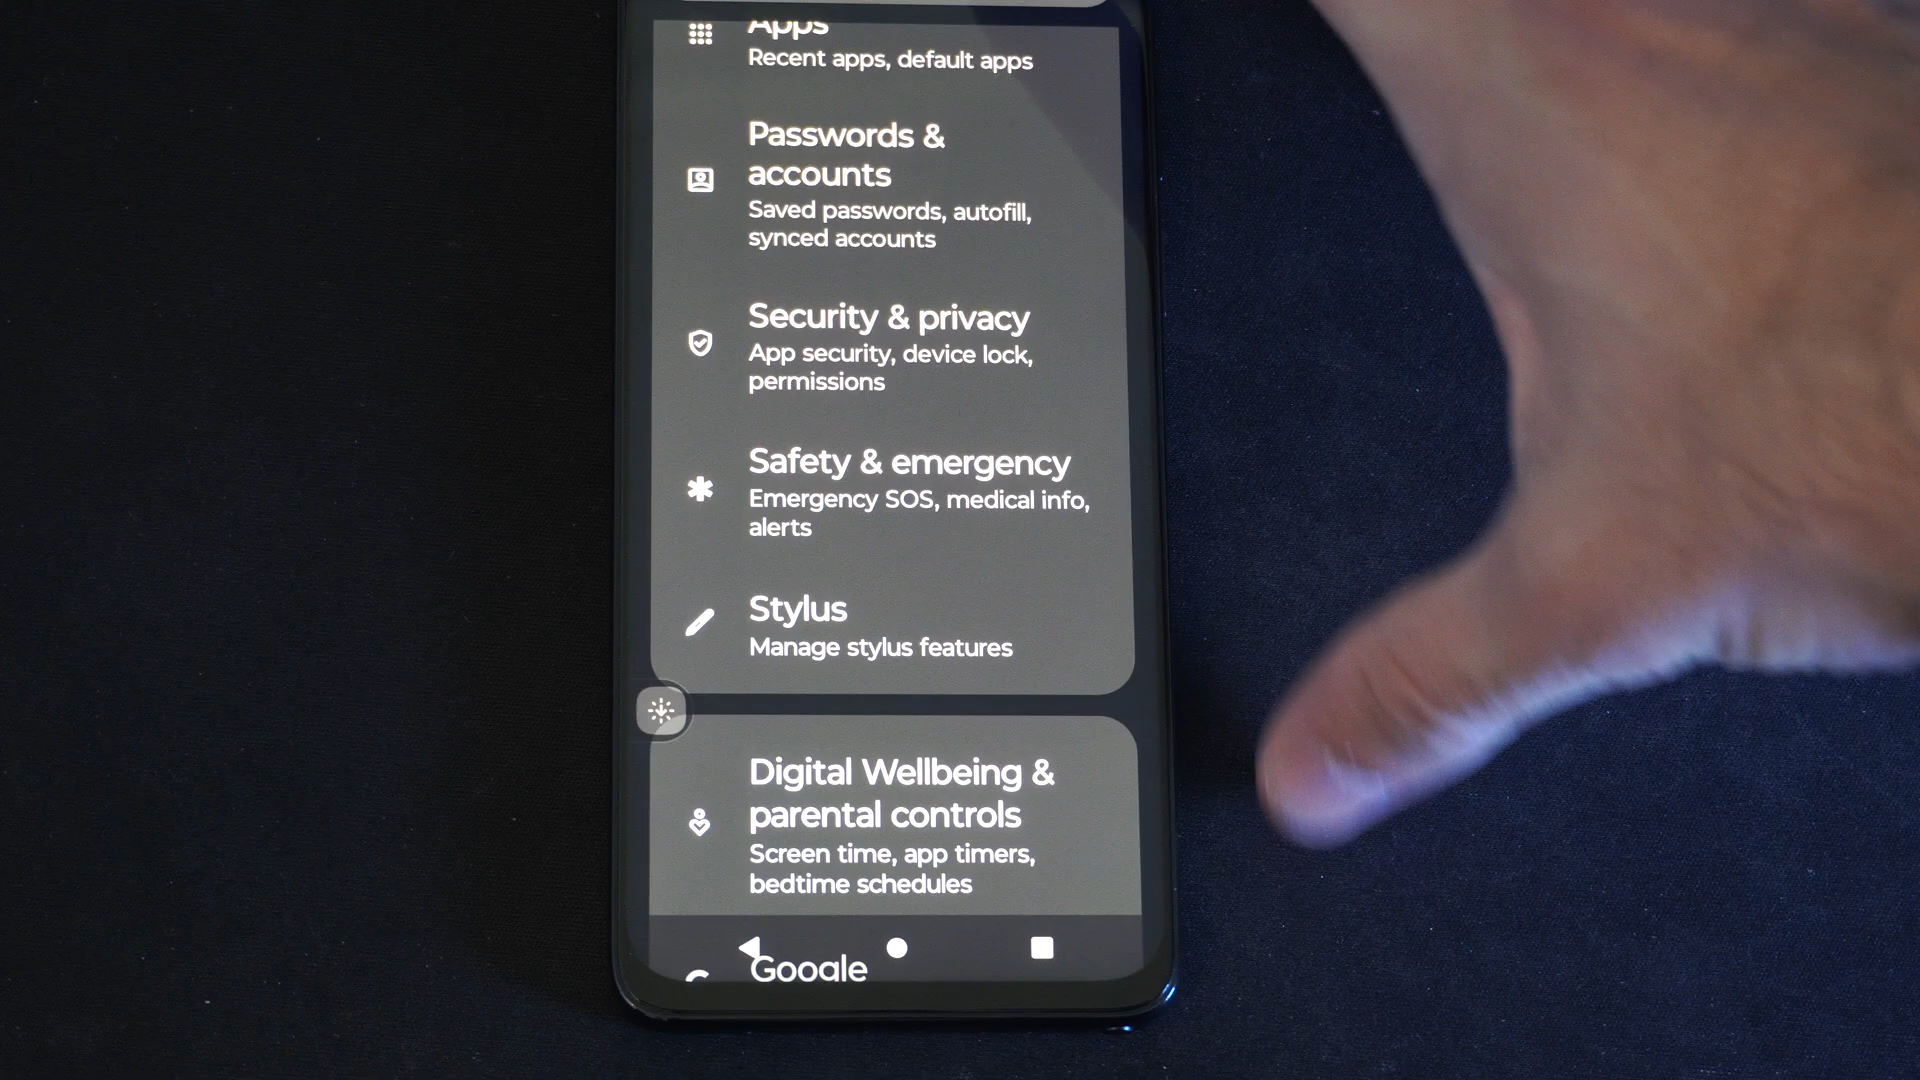 Apps
Recent apps, default apps
Passwords &
accounts
Saved passwords, autofill,
synced accounts
Security & privacy
App security, device lock,
permissions
Safety & emergency
Emergency SOS, medical info,
alerts
Stylus
Manage stylus features
Digital Wellbeing &
parental controls
Screen time, app timers,
bedtime schedules
Google